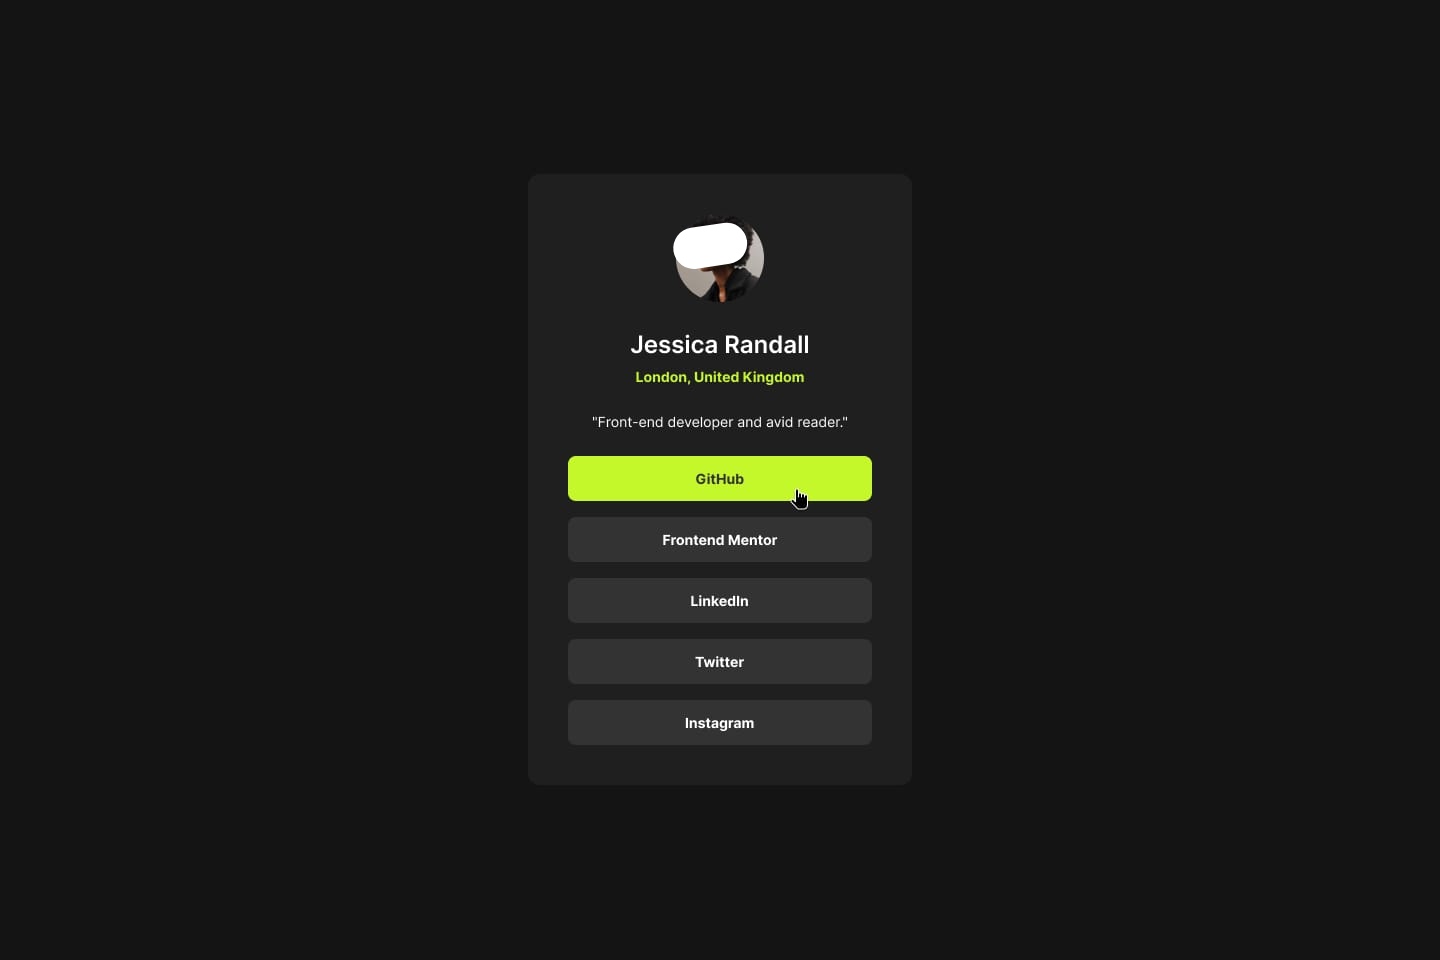 Jessica Randall
London, United Kingdom
"Front-end developer and avid reader."
GitHub
Frontend Mentor
LinkedIn
Twitter
Instagram